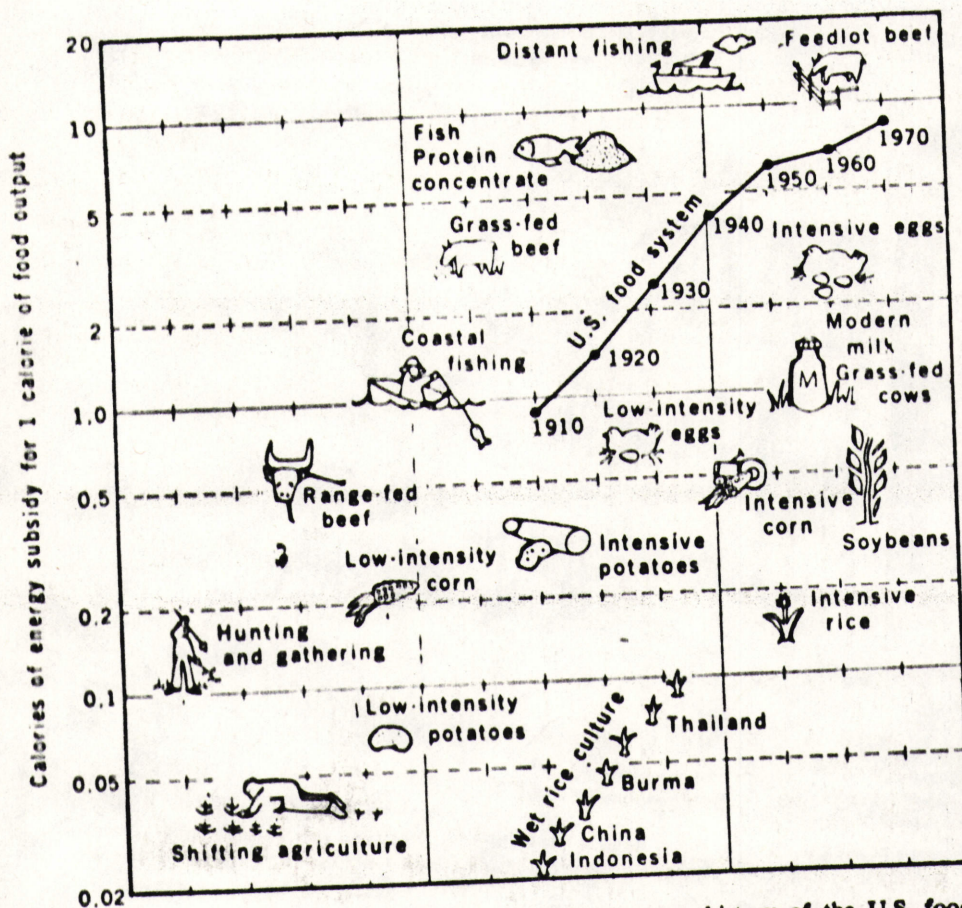 20
Distant fishing
Feedlot beef
10
Fish
Protein
concentrate
1970
1960
1950
5
Grass-fed
beef
U.S. food system
1940
Intensive eggs
1930
2
Coastal
fishing
1920
Modern
milk
Grass-fed
cows
M
1.0
1910
Low-intensity
eggs
0.5
Range-fed
beef
Intensive
corn
Soybeans
Low-intensity
corn
Intensive
potatoes
0.2
Hunting
and gathering
Intensive
rice
0.1
Low-intensity
potatoes
Wet rice culture
Thailand
0.05
Burma
Shifting agriculture
China
Indonesia
0.02
Calories of energy subsidy for 1 calorie of food output
of the U.S. food